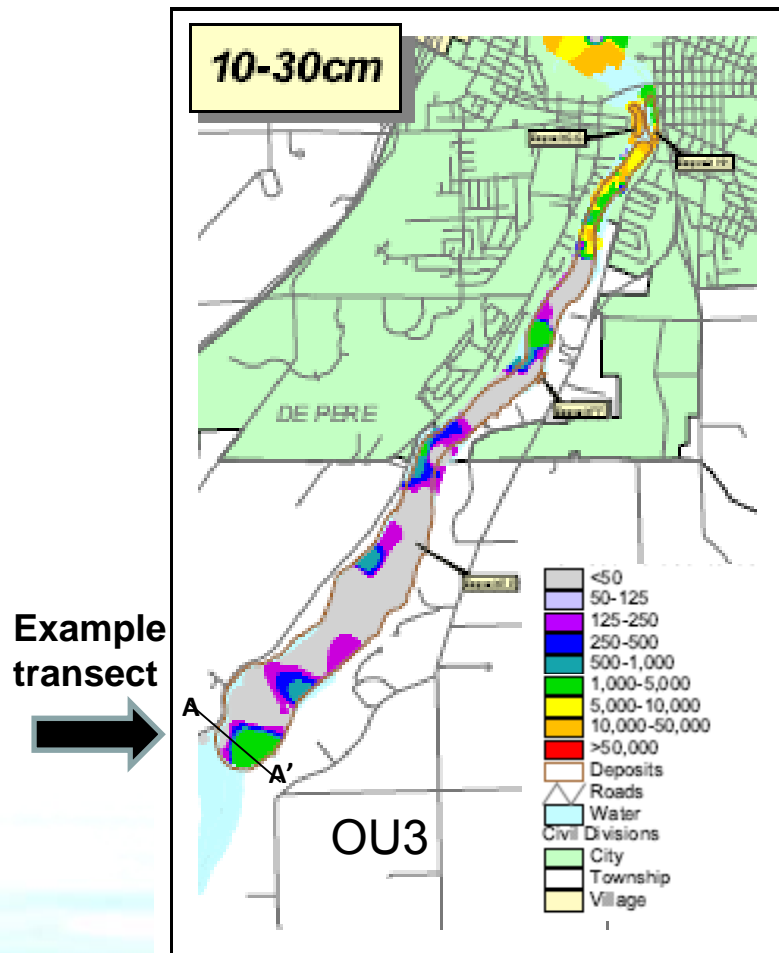 10-30cm
DE PERE
Example
transect
A
A'
OU3
<50
50-125
125-250
250-500
500-1,000
1,000-5,000
5,000-10,000
10,000-50,000
>50,000
Deposits
Roads
Water
Civil Divisions
City
Township
Village